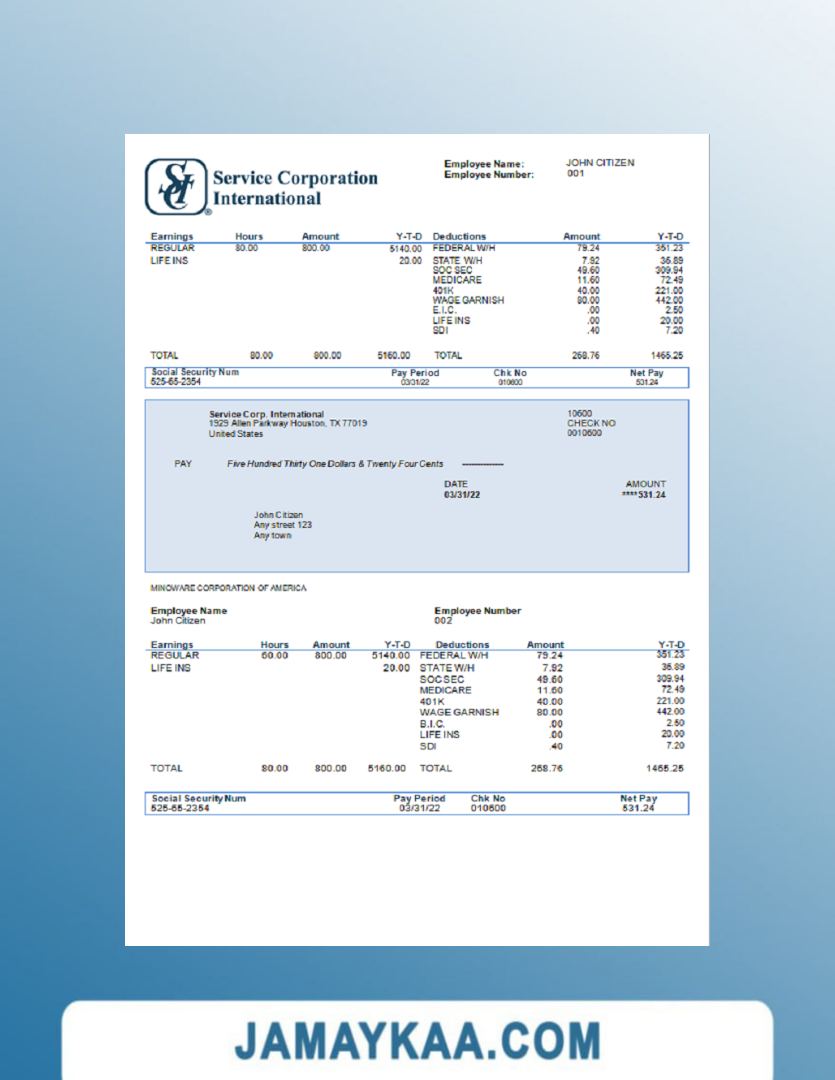 SCI ®
Service Corporation
International
Employee Name: JOHN CITIZEN
Employee Number: 001
Earnings Hours Amount Y-T-D Deductions Amount Y-T-D
REGULAR 80.00 800.00 5140.00 FEDERAL W/H 79.24 351.23
LIFE INS 20.00 STATE W/H 7.92 36.89
SOC SEC 49.60 309.94
MEDICARE 11.60 72.49
401K 40.00 221.00
WAGE GARNISH 80.00 442.00
E.I.C. .00 2.50
LIFE INS .00 20.00
SDI .40 7.20
TOTAL 80.00 800.00 5160.00 TOTAL 268.76 1465.25
Social Security Num Pay Period Chk No Net Pay
525-65-2354 03/31/22 010600 531.24
Service Corp. International 10600
1929 Allen Parkway Houston, TX 77019 CHECK NO
United States 0010600
PAY Five Hundred Thirty One Dollars & Twenty Four Cents --------------
DATE AMOUNT
03/31/22 ****531.24
John Citizen
Any street 123
Any town
MINOWARE CORPORATION OF AMERICA
Employee Name Employee Number
John Citizen 002
Earnings Hours Amount Y-T-D Deductions Amount Y-T-D
REGULAR 60.00 800.00 5140.00 FEDERAL W/H 79.24 351.23
LIFE INS 20.00 STATE W/H 7.92 36.89
SOC SEC 49.60 309.94
MEDICARE 11.60 72.49
401K 40.00 221.00
WAGE GARNISH 80.00 442.00
B.I.C. .00 2.50
LIFE INS .00 20.00
SDI .40 7.20
TOTAL 80.00 800.00 5160.00 TOTAL 268.76 1465.25
Social Security Num Pay Period Chk No Net Pay
525-65-2354 03/31/22 010600 531.24
JAMAYKAA.COM